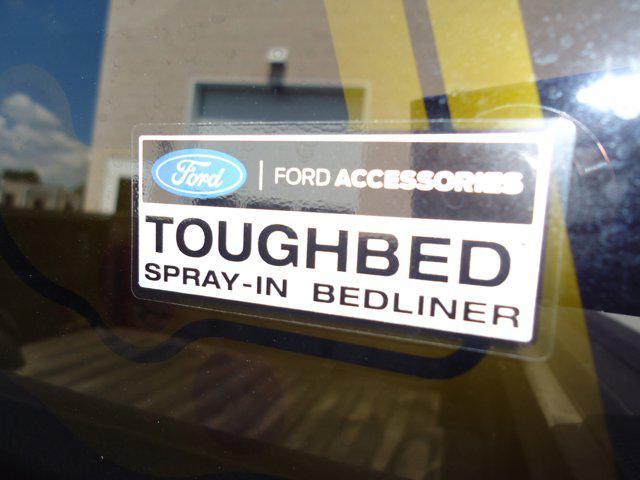 Ford | FORD ACCESSORIES
TOUGHBED
SPRAY-IN BEDLINER